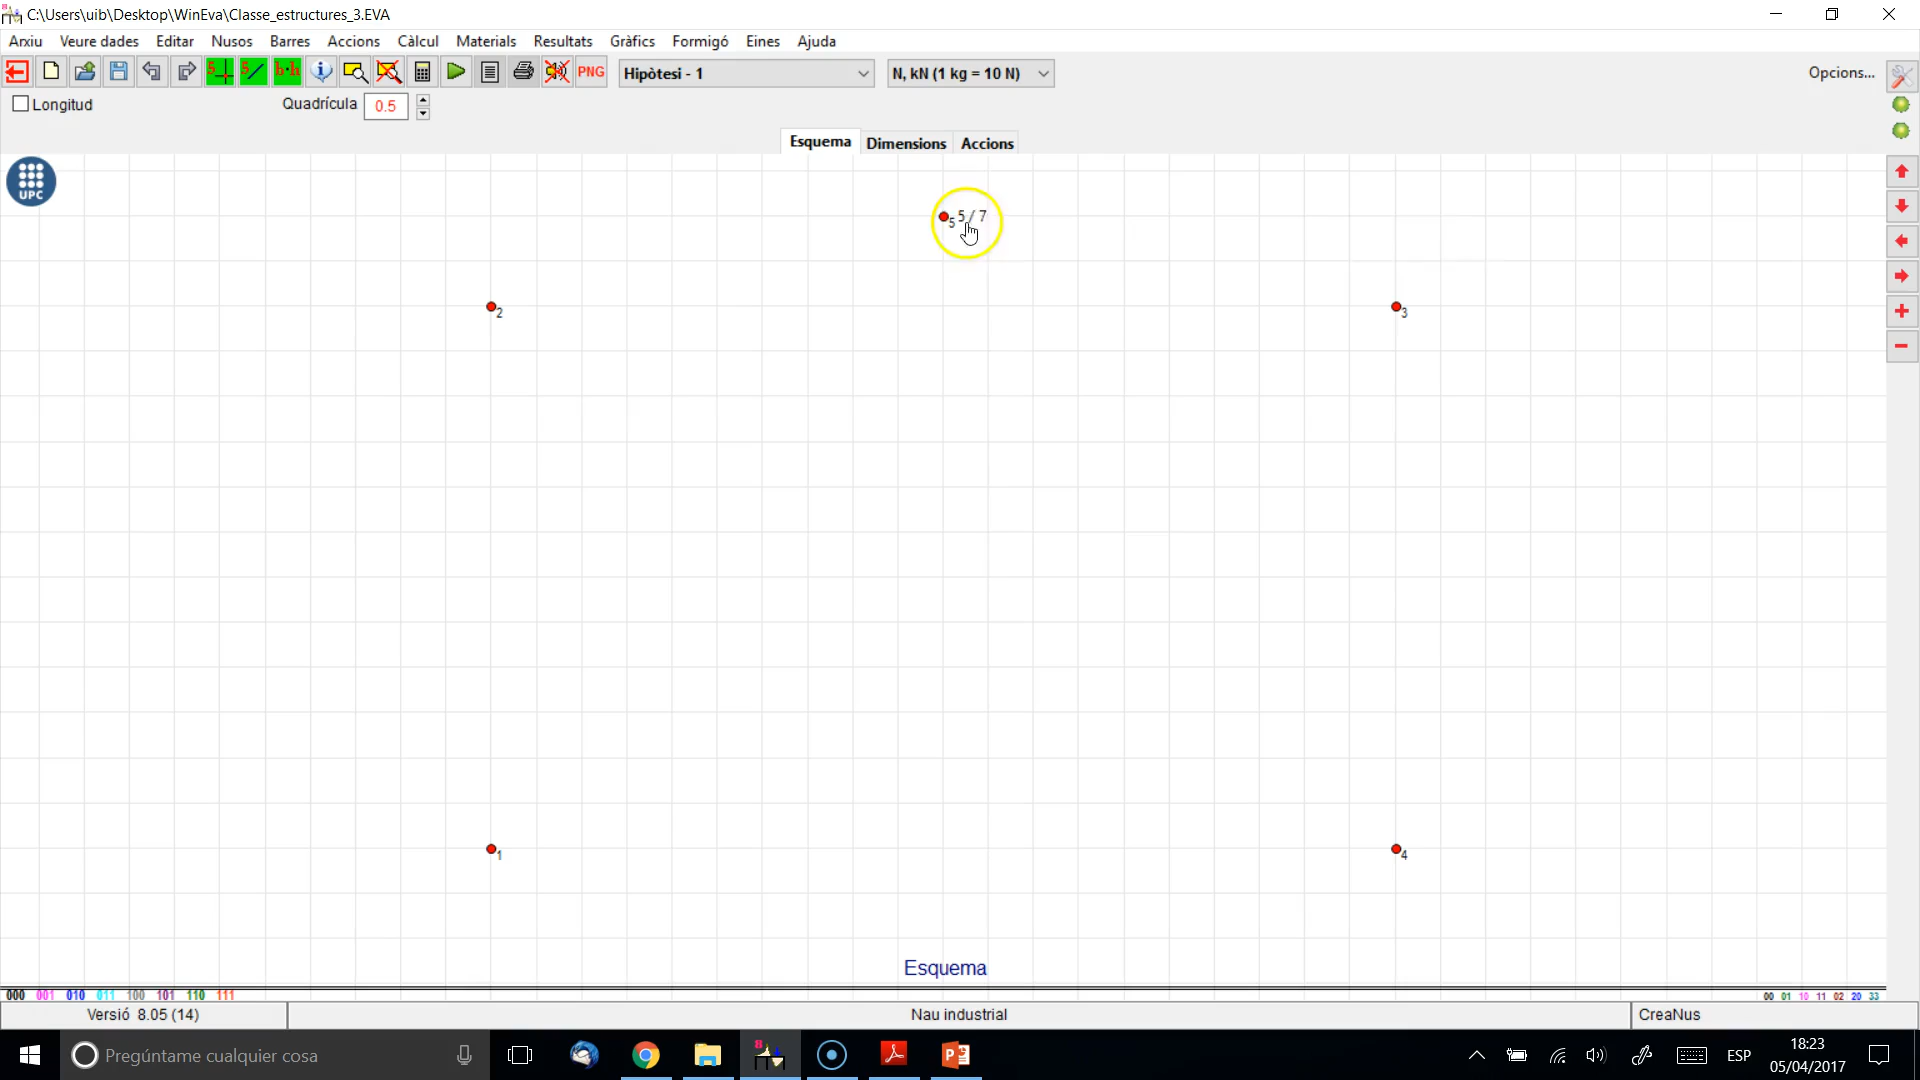 C:\Users\uib\Desktop\WinEva\Classe_estructures_3.EVA
Arxiu Veure dades Editar Nusos Barres Accions Càlcul Materials Resultats Gràfics Formigó Eines Ajuda
5 5 b·h i PNG Hipòtesi - 1 N, kN (1 kg = 10 N) Opcions...
Longitud Quadrícula 0.5
Esquema Dimensions Accions
UPC
5 5 / 7
2 3
1 4
Esquema
000 001 010 011 100 101 110 111 00 01 10 11 02 20 33
Versió 8.05 (14) Nau industrial CreaNus
Pregúntame cualquier cosa 8 P ESP 18:23
05/04/2017